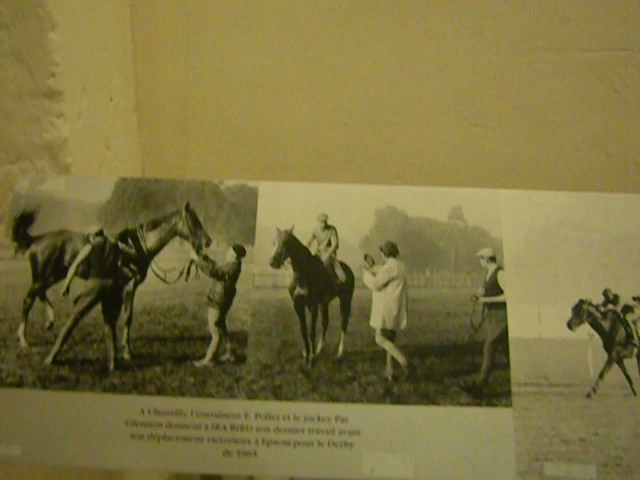 A Chantilly, l'entraîneur E. Pollet et le jockey Pat
Glennon donnent à SEA BIRD son dernier travail avant
son déplacement victorieux à Epsom pour le Derby
de 1965.